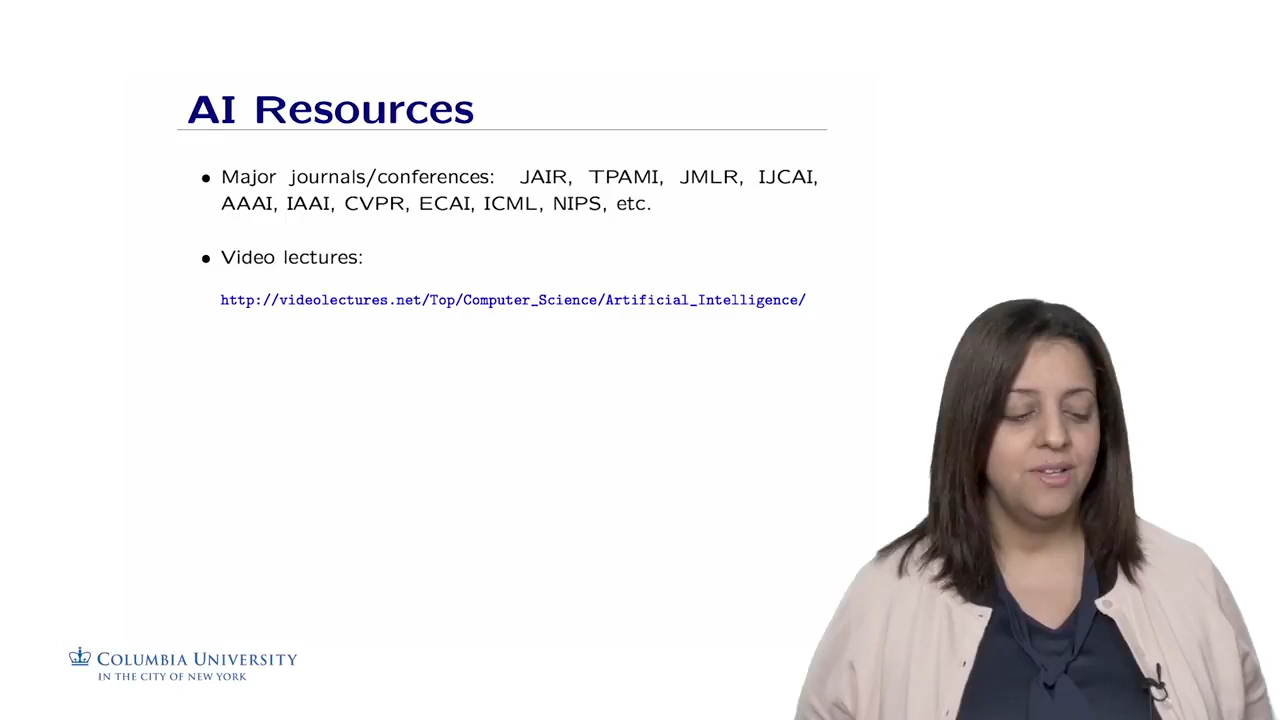 AI Resources
• Major journals/conferences: JAIR, TPAMI, JMLR, IJCAI,
AAAI, IAAI, CVPR, ECAI, ICML, NIPS, etc.
• Video lectures:
http://videolectures.net/Top/Computer_Science/Artificial_Intelligence/
COLUMBIA UNIVERSITY
IN THE CITY OF NEW YORK